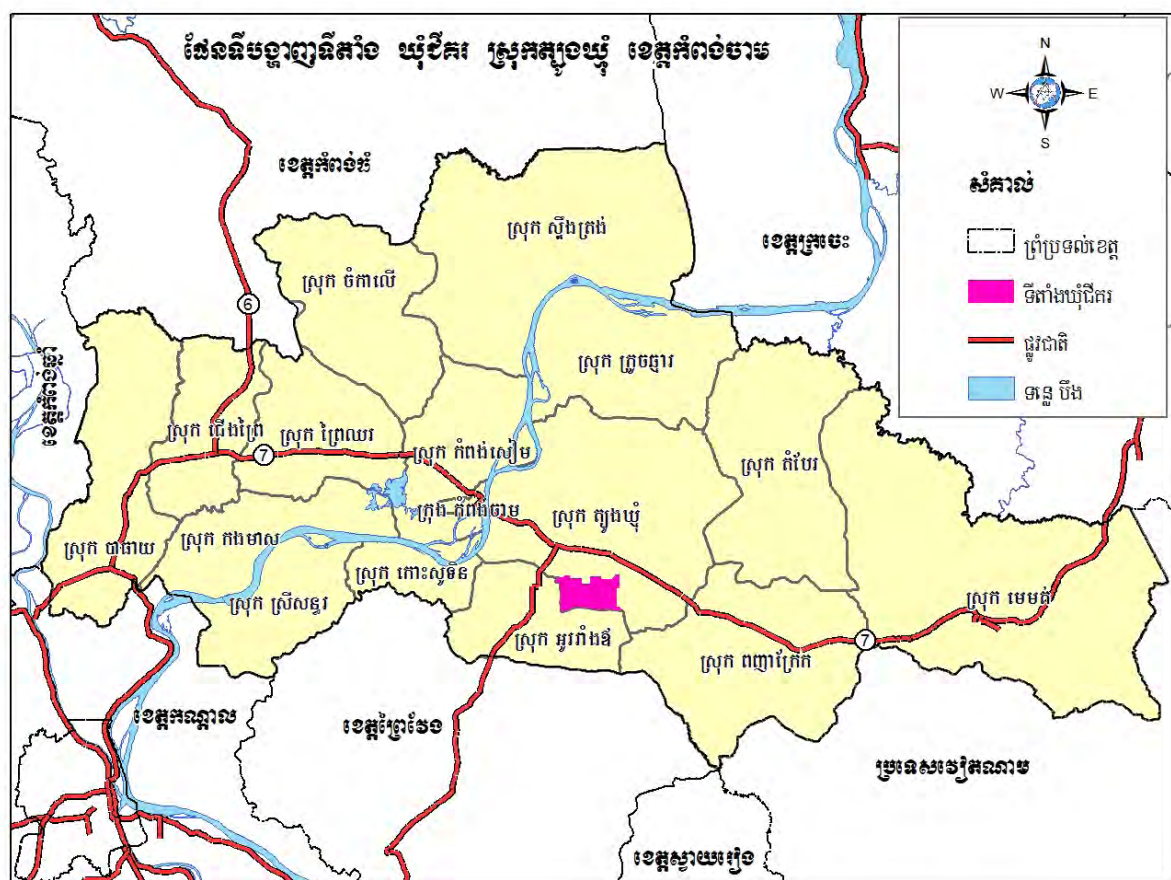 ផែនទីបង្ហាញទីតាំង ឃុំជីគរ ស្រុកត្បូងឃ្មុំ ខេត្តកំពង់ចាម
N
W E
S
សំគាល់
ព្រំប្រទល់ខេត្ត
ទីតាំងឃុំជីគរ
ផ្លូវជាតិ
ទន្លេ បឹង
ខេត្តកំពង់ធំ
ខេត្តក្រចេះ
ស្រុក ស្ទឹងត្រង់
ស្រុក ចំការលើ
6
ខេត្តកំពង់ឆ្នាំង
ស្រុក ក្រូចឆ្មារ
ស្រុក ជើងព្រៃ
ស្រុក ព្រៃឈរ
7
ស្រុក កំពង់សៀម
ស្រុក តំបែរ
ក្រុង កំពង់ចាម
ស្រុក ត្បូងឃ្មុំ
ស្រុក បាធាយ
ស្រុក កងមាស
ស្រុក កោះសូទិន
ស្រុក ស្រីសន្ធរ
ស្រុក មេមត់
ស្រុក អូររាំងឪ
ស្រុក ពញាក្រែក
7
ខេត្តកណ្តាល
ខេត្តព្រៃវែង
ប្រទេសវៀតណាម
ខេត្តស្វាយរៀង